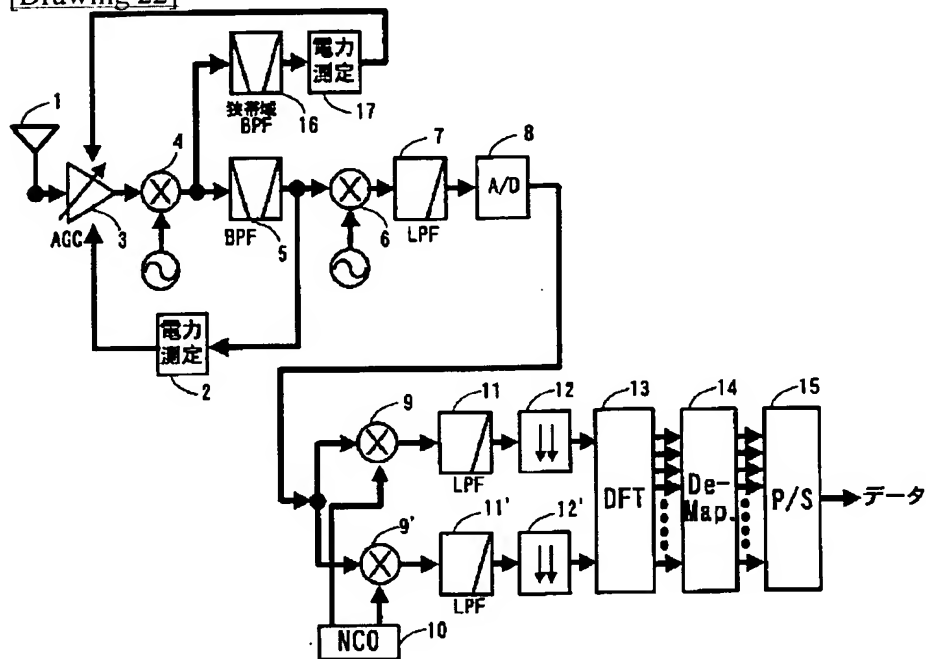 [Drawing 22]
電力
測定
17
狭帯域
BPF
16
1
4
7
8
A/D
AGC
3
BPF
5
6
LPF
電力
測定
2
9
11
12
13
14
15
LPF
DFT
De-
Map.
P/S
データ
9'
11'
12'
LPF
NCO
10